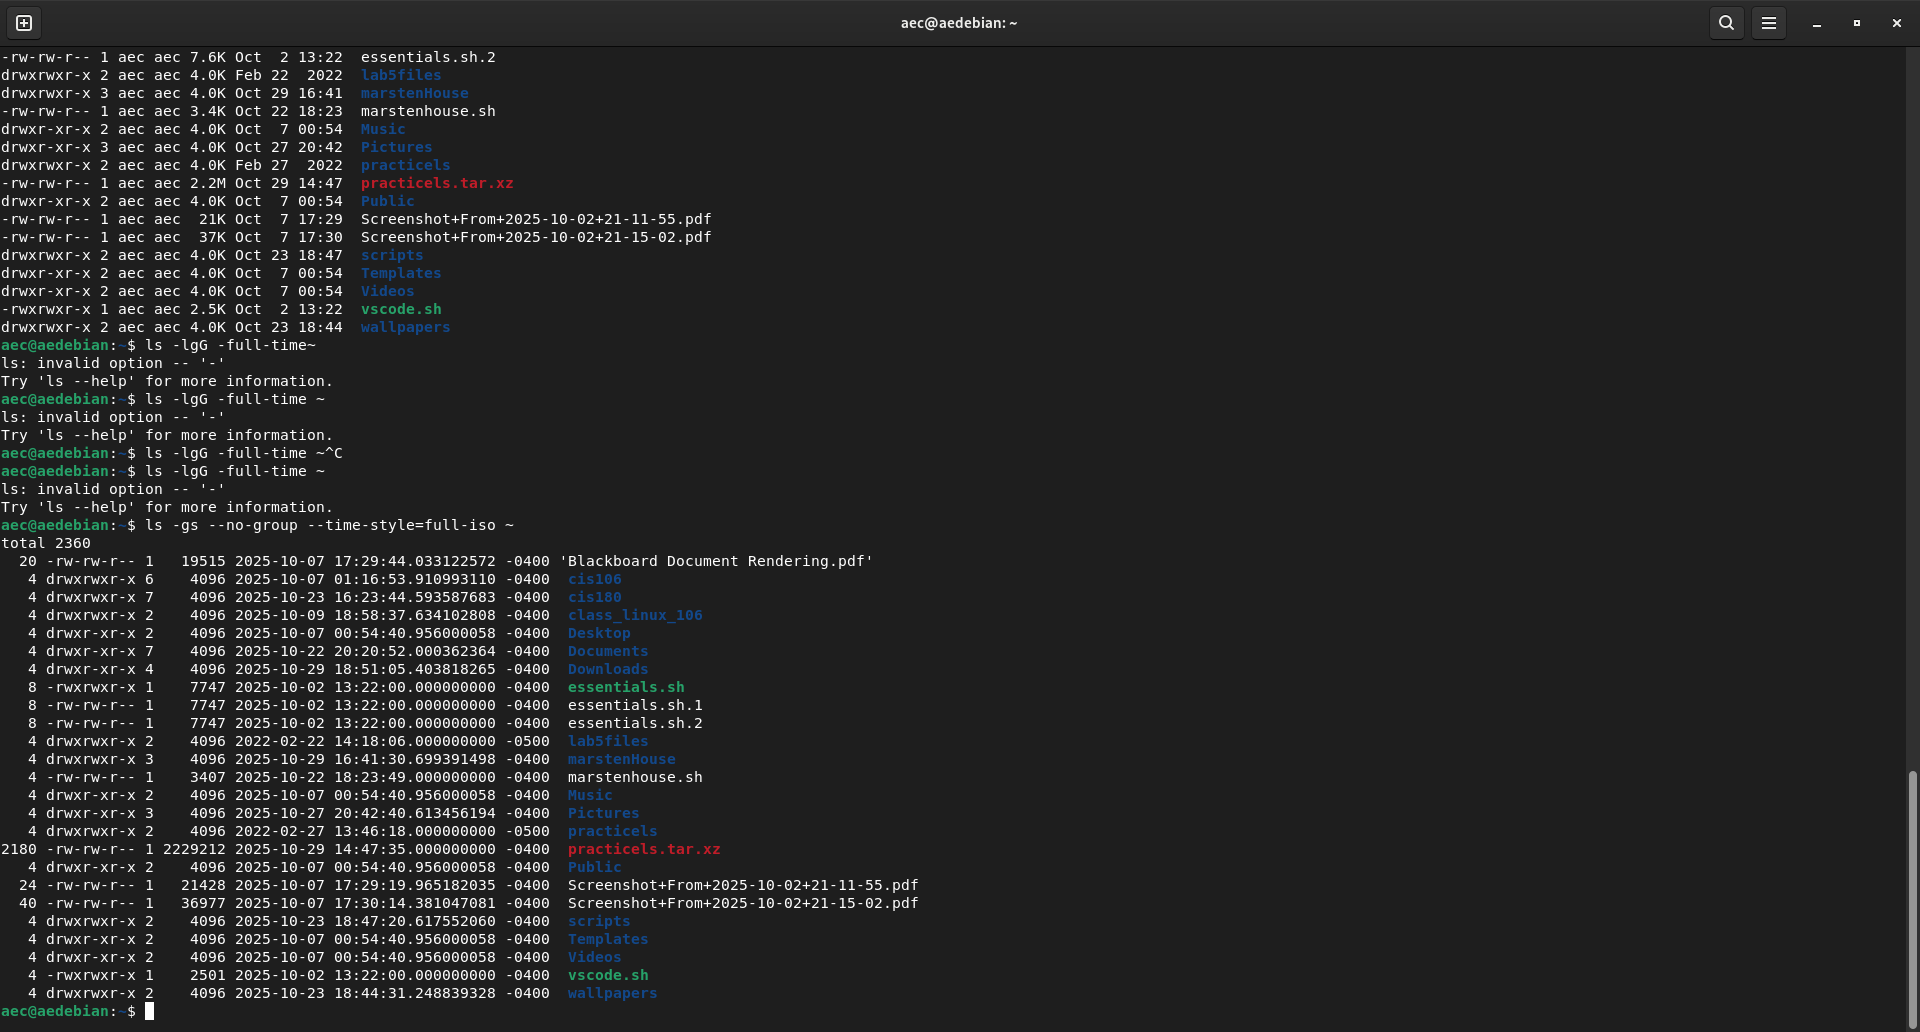 aec@aedebian: ~
-rw-rw-r-- 1 aec aec 7.6K Oct  2 13:22  essentials.sh.2
drwxrwxr-x 2 aec aec 4.0K Feb 22  2022  lab5files
drwxrwxr-x 3 aec aec 4.0K Oct 29 16:41  marstenHouse
-rw-rw-r-- 1 aec aec 3.4K Oct 22 18:23  marstenhouse.sh
drwxr-xr-x 2 aec aec 4.0K Oct  7 00:54  Music
drwxr-xr-x 3 aec aec 4.0K Oct 27 20:42  Pictures
drwxrwxr-x 2 aec aec 4.0K Feb 27  2022  practicels
-rw-rw-r-- 1 aec aec 2.2M Oct 29 14:47  practicels.tar.xz
drwxr-xr-x 2 aec aec 4.0K Oct  7 00:54  Public
-rw-rw-r-- 1 aec aec  21K Oct  7 17:29  Screenshot+From+2025-10-02+21-11-55.pdf
-rw-rw-r-- 1 aec aec  37K Oct  7 17:30  Screenshot+From+2025-10-02+21-15-02.pdf
drwxrwxr-x 2 aec aec 4.0K Oct 23 18:47  scripts
drwxr-xr-x 2 aec aec 4.0K Oct  7 00:54  Templates
drwxr-xr-x 2 aec aec 4.0K Oct  7 00:54  Videos
-rwxrwxr-x 1 aec aec 2.5K Oct  2 13:22  vscode.sh
drwxrwxr-x 2 aec aec 4.0K Oct 23 18:44  wallpapers
aec@aedebian:~$ ls -lgG -full-time~
ls: invalid option -- '-'
Try 'ls --help' for more information.
aec@aedebian:~$ ls -lgG -full-time ~
ls: invalid option -- '-'
Try 'ls --help' for more information.
aec@aedebian:~$ ls -lgG -full-time ~^C
aec@aedebian:~$ ls -lgG -full-time ~
ls: invalid option -- '-'
Try 'ls --help' for more information.
aec@aedebian:~$ ls -gs --no-group --time-style=full-iso ~
total 2360
  20 -rw-rw-r-- 1   19515 2025-10-07 17:29:44.033122572 -0400 'Blackboard Document Rendering.pdf'
   4 drwxrwxr-x 6    4096 2025-10-07 01:16:53.910993110 -0400  cis106
   4 drwxrwxr-x 7    4096 2025-10-23 16:23:44.593587683 -0400  cis180
   4 drwxrwxr-x 2    4096 2025-10-09 18:58:37.634102808 -0400  class_linux_106
   4 drwxr-xr-x 2    4096 2025-10-07 00:54:40.956000058 -0400  Desktop
   4 drwxr-xr-x 7    4096 2025-10-22 20:20:52.000362364 -0400  Documents
   4 drwxr-xr-x 4    4096 2025-10-29 18:51:05.403818265 -0400  Downloads
   8 -rwxrwxr-x 1    7747 2025-10-02 13:22:00.000000000 -0400  essentials.sh
   8 -rw-rw-r-- 1    7747 2025-10-02 13:22:00.000000000 -0400  essentials.sh.1
   8 -rw-rw-r-- 1    7747 2025-10-02 13:22:00.000000000 -0400  essentials.sh.2
   4 drwxrwxr-x 2    4096 2022-02-22 14:18:06.000000000 -0500  lab5files
   4 drwxrwxr-x 3    4096 2025-10-29 16:41:30.699391498 -0400  marstenHouse
   4 -rw-rw-r-- 1    3407 2025-10-22 18:23:49.000000000 -0400  marstenhouse.sh
   4 drwxr-xr-x 2    4096 2025-10-07 00:54:40.956000058 -0400  Music
   4 drwxr-xr-x 3    4096 2025-10-27 20:42:40.613456194 -0400  Pictures
   4 drwxrwxr-x 2    4096 2022-02-27 13:46:18.000000000 -0500  practicels
2180 -rw-rw-r-- 1 2229212 2025-10-29 14:47:35.000000000 -0400  practicels.tar.xz
   4 drwxr-xr-x 2    4096 2025-10-07 00:54:40.956000058 -0400  Public
  24 -rw-rw-r-- 1   21428 2025-10-07 17:29:19.965182035 -0400  Screenshot+From+2025-10-02+21-11-55.pdf
  40 -rw-rw-r-- 1   36977 2025-10-07 17:30:14.381047081 -0400  Screenshot+From+2025-10-02+21-15-02.pdf
   4 drwxrwxr-x 2    4096 2025-10-23 18:47:20.617552060 -0400  scripts
   4 drwxr-xr-x 2    4096 2025-10-07 00:54:40.956000058 -0400  Templates
   4 drwxr-xr-x 2    4096 2025-10-07 00:54:40.956000058 -0400  Videos
   4 -rwxrwxr-x 1    2501 2025-10-02 13:22:00.000000000 -0400  vscode.sh
   4 drwxrwxr-x 2    4096 2025-10-23 18:44:31.248839328 -0400  wallpapers
aec@aedebian:~$